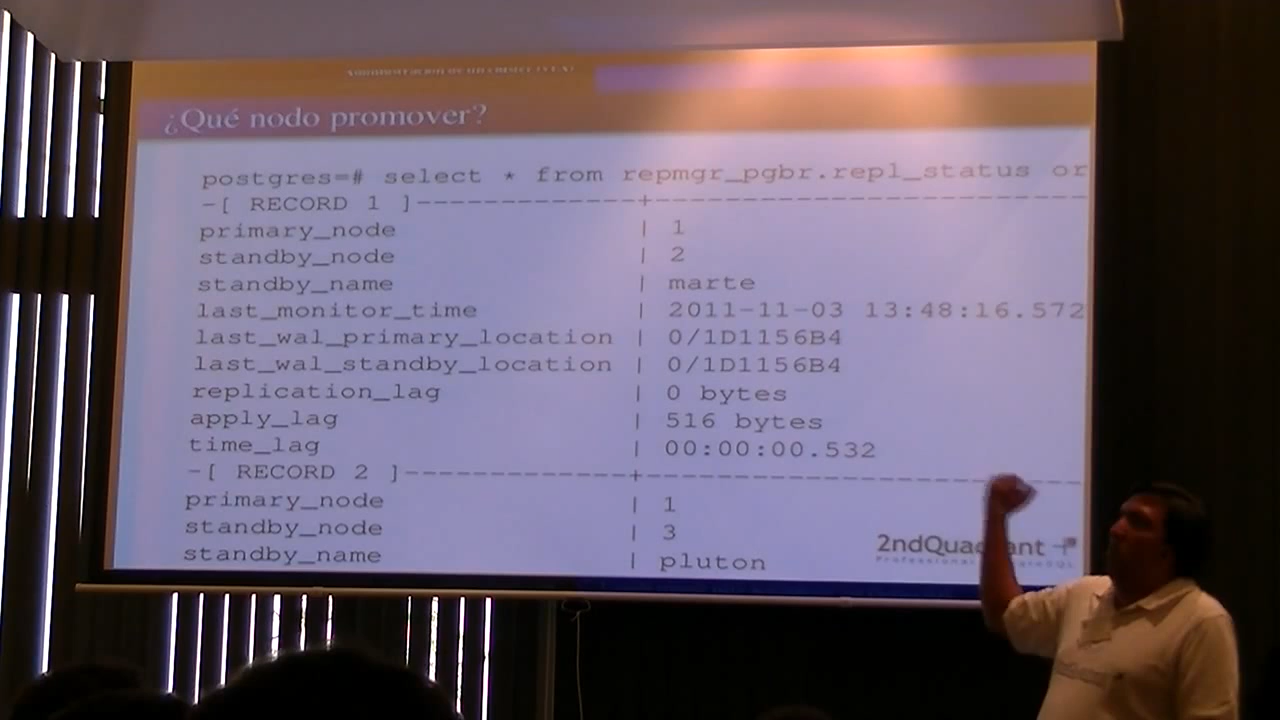 ¿Qué nodo promover?
postgres=# select * from repmgr_pgbr.repl_status or
-[ RECORD 1 ]-------------+------------------------------
primary_node | 1
standby_node | 2
standby_name | marte
last_monitor_time | 2011-11-03 13:48:16.572
last_wal_primary_location | 0/1D1156B4
last_wal_standby_location | 0/1D1156B4
replication_lag | 0 bytes
apply_lag | 516 bytes
time_lag | 00:00:00.532
-[ RECORD 2 ]-------------+------------------------------
primary_node | 1
standby_node | 3
standby_name | pluton
2ndQuadrant
Professional